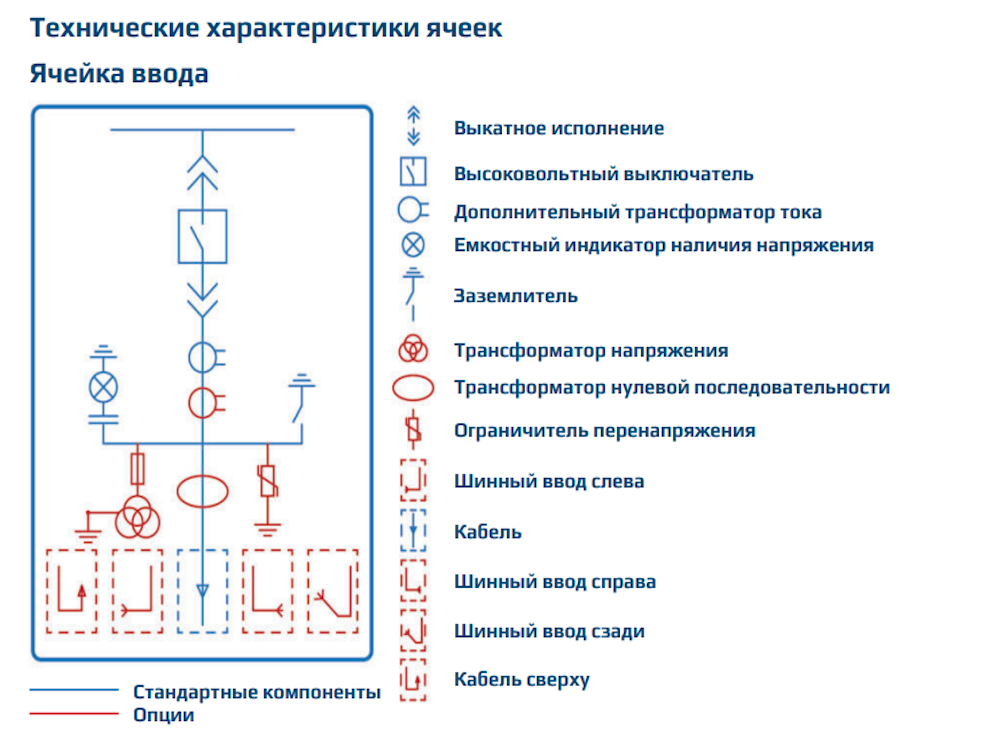 Технические характеристики ячеек
Ячейка ввода
Выкатное исполнение
Высоковольтный выключатель
Дополнительный трансформатор тока
Емкостный индикатор наличия напряжения
Заземлитель
Трансформатор напряжения
Трансформатор нулевой последовательности
Ограничитель перенапряжения
Шинный ввод слева
Кабель
Шинный ввод справа
Шинный ввод сзади
Кабель сверху
Стандартные компоненты
Опции